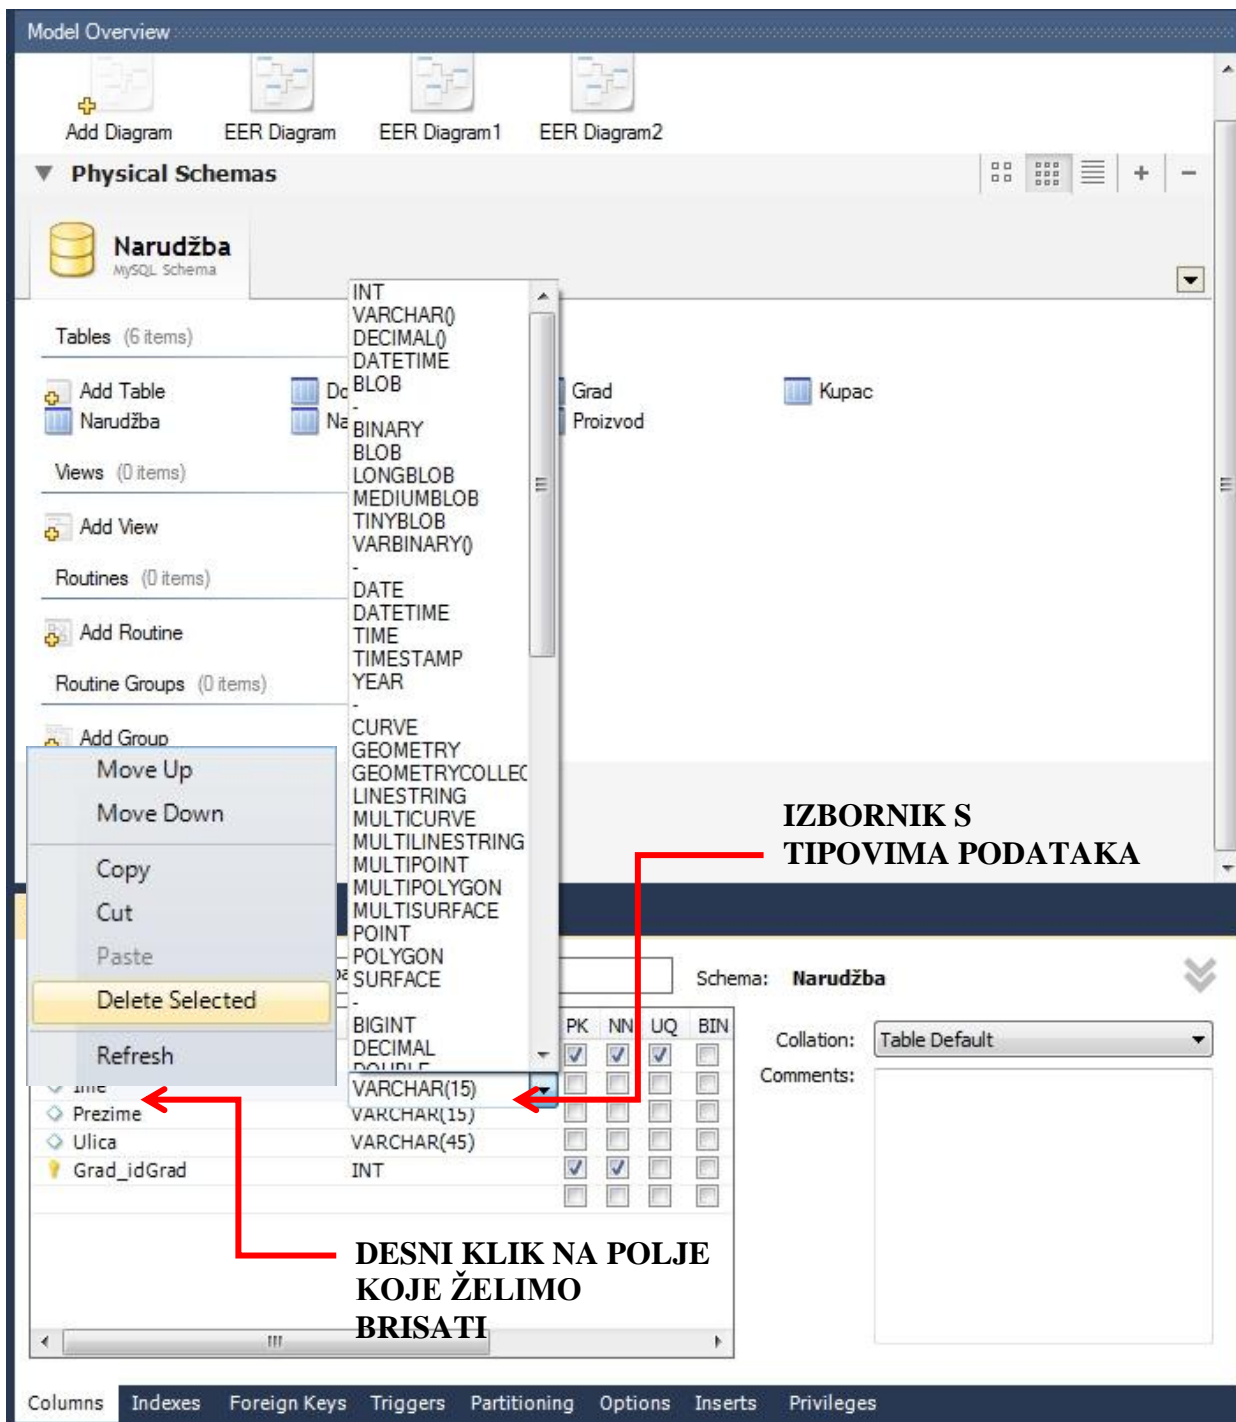 Model Overview
Add Diagram
EER Diagram
EER Diagram1
EER Diagram2
Physical Schemas
Narudžba
MySQL Schema
Tables (6 items)
Add Table
Do
Grad
Kupac
Narudžba
Na
Proizvod
Views (0 items)
Add View
Routines (0 items)
Add Routine
Routine Groups (0 items)
Add Group
INT
VARCHAR()
DECIMAL()
DATETIME
BLOB
-
BINARY
BLOB
LONGBLOB
MEDIUMBLOB
TINYBLOB
VARBINARY()
-
DATE
DATETIME
TIME
TIMESTAMP
YEAR
-
CURVE
GEOMETRY
GEOMETRYCOLLEC
LINESTRING
MULTICURVE
MULTILINESTRING
MULTIPOINT
MULTIPOLYGON
MULTISURFACE
POINT
POLYGON
SURFACE
-
BIGINT
DECIMAL
DOUBLE
Move Up
Move Down
Copy
Cut
Paste
Delete Selected
Refresh
IZBORNIK S
TIPOVIMA PODATAKA
Schema: Narudžba
PK NN UQ BIN
Collation: Table Default
Comments:
Ime VARCHAR(15)
Prezime VARCHAR(15)
Ulica VARCHAR(45)
Grad_idGrad INT
DESNI KLIK NA POLJE
KOJE ŽELIMO
BRISATI
Columns Indexes Foreign Keys Triggers Partitioning Options Inserts Privileges